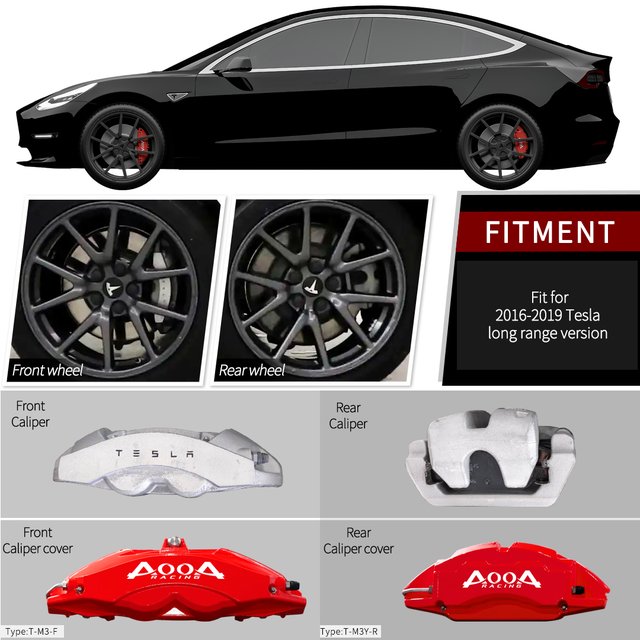 FITMENT
Fit for
2016-2019 Tesla
long range version
Front wheel
Rear wheel
Front
Caliper
TESLA
Rear
Caliper
Front
Caliper cover
AOOA
RACING
Type:T-M3-F
Rear
Caliper cover
AOOA
RACING
Type:T-M3Y-R